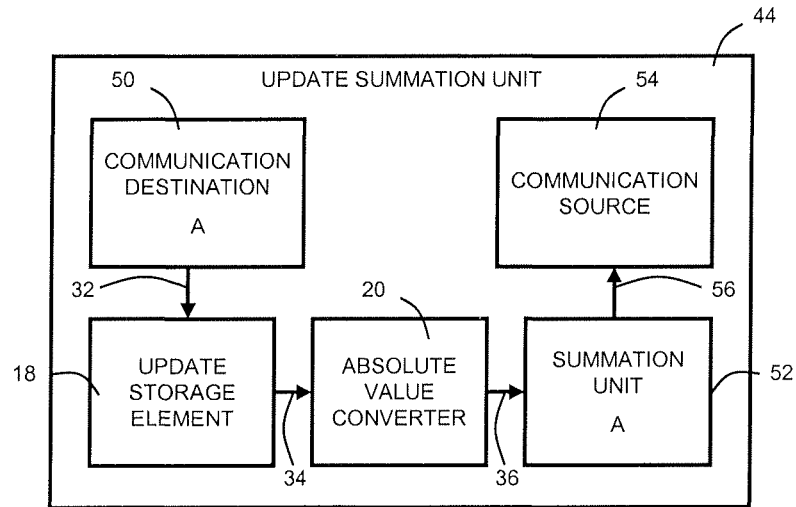 44
UPDATE SUMMATION UNIT
50
54
COMMUNICATION
DESTINATION
A
COMMUNICATION
SOURCE
32
20
56
18
UPDATE
STORAGE
ELEMENT
ABSOLUTE
VALUE
CONVERTER
SUMMATION
UNIT
A
52
34
36